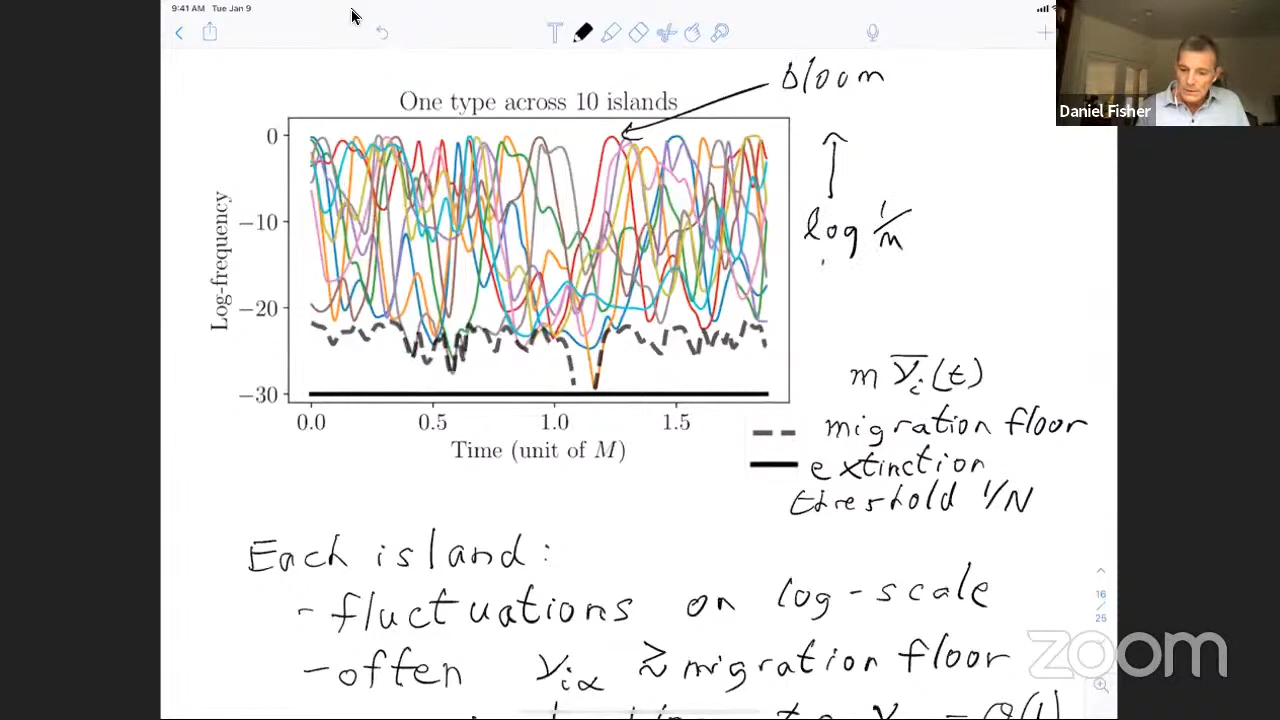 9:41 AM Tue Jan 9
bloom
One type across 10 islands
0
-10
-20
-30
Log-frequency
0.0 0.5 1.0 1.5
Time (unit of M)
log 1/m
m ν̅ᵢ(t)
migration floor
extinction
threshold 1/N
Each island:
- fluctuations on log-scale
- often νᵢα ≳ migration floor
Daniel Fisher
16
/
25
zoom